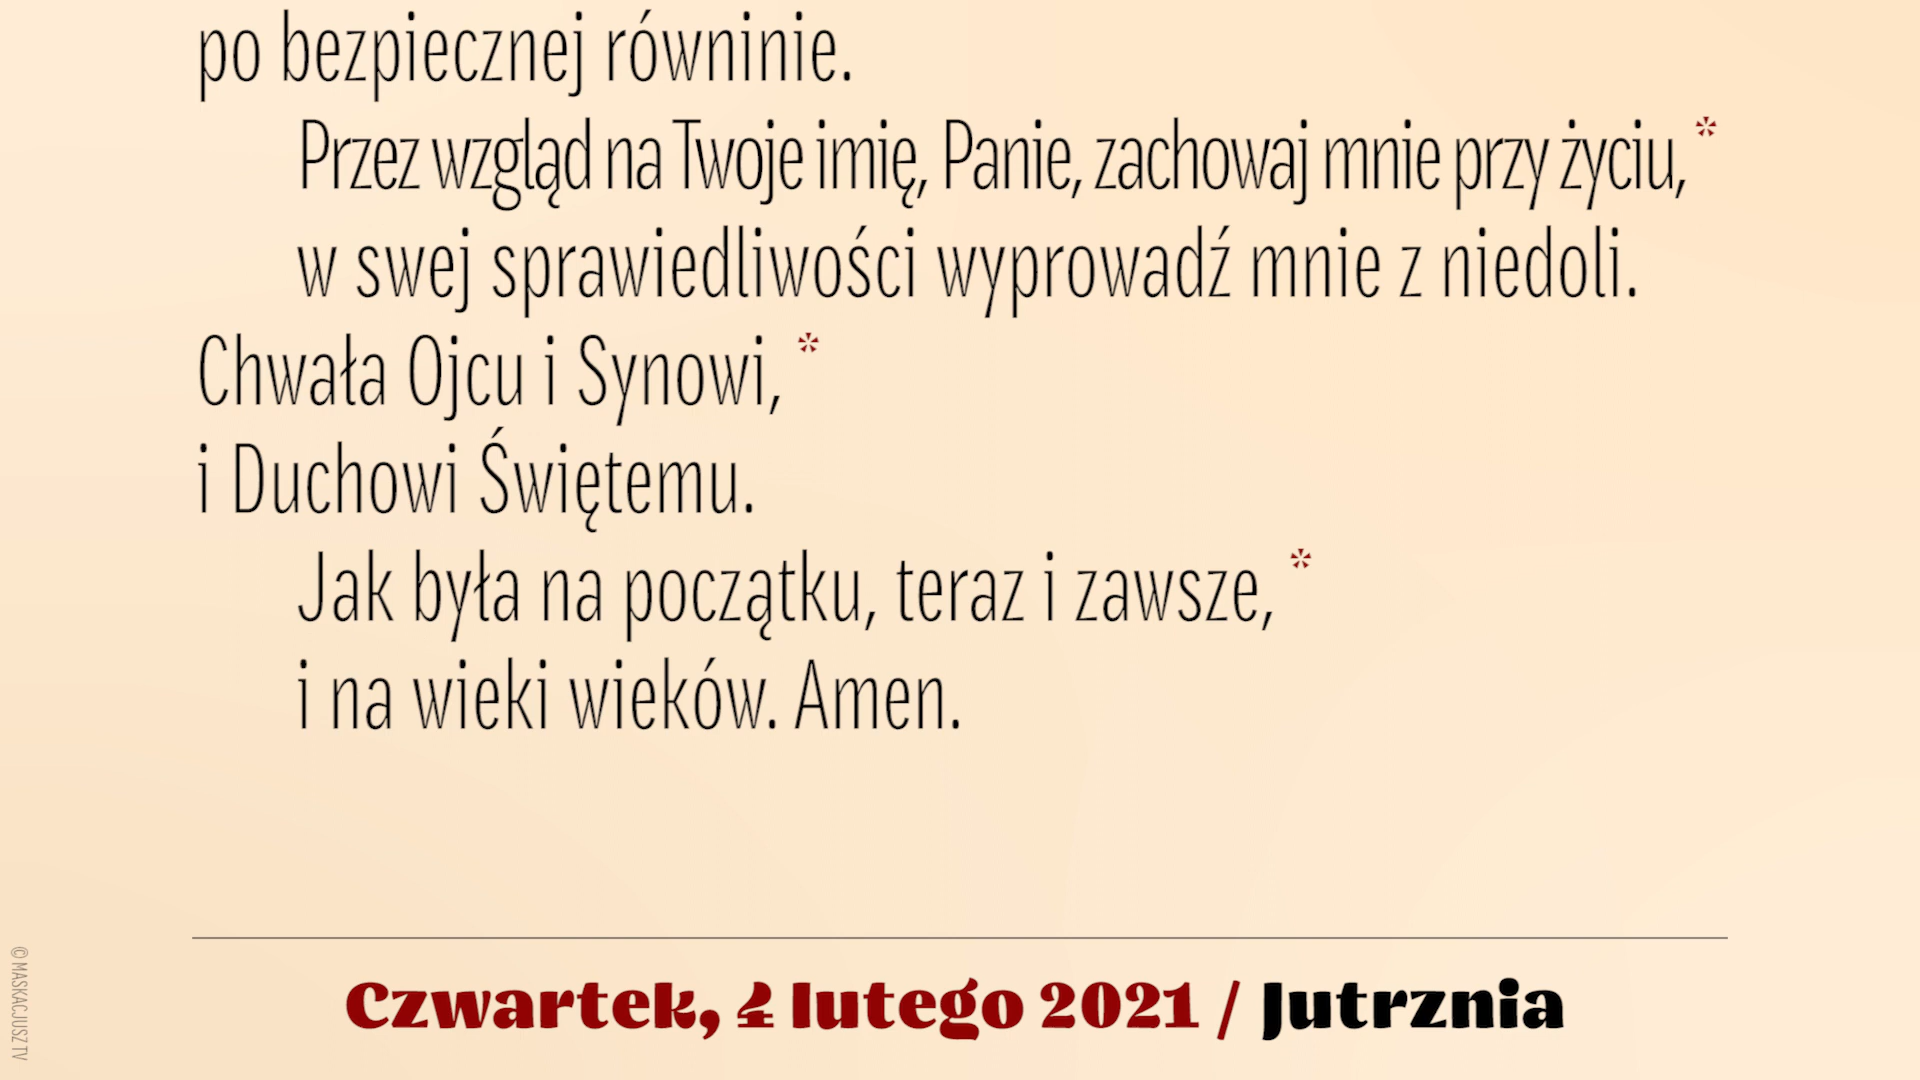 po bezpiecznej równinie.
Przez wzgląd na Twoje imię, Panie, zachowaj mnie przy życiu, *
w swej sprawiedliwości wyprowadź mnie z niedoli.
Chwała Ojcu i Synowi, *
i Duchowi Świętemu.
Jak była na początku, teraz i zawsze, *
i na wieki wieków. Amen.
Czwartek, 4 lutego 2021 / Jutrznia
© MASKACJUSZ TV